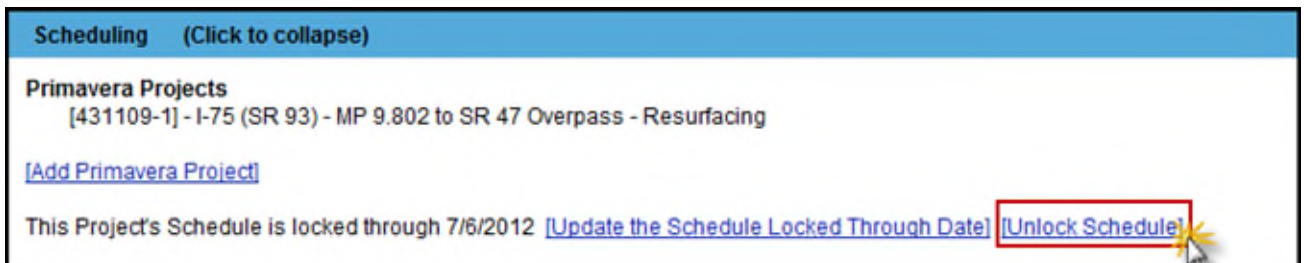 Scheduling (Click to collapse)
Primavera Projects
[431109-1] - I-75 (SR 93) - MP 9.802 to SR 47 Overpass - Resurfacing
[Add Primavera Project]
This Project's Schedule is locked through 7/6/2012 [Update the Schedule Locked Through Date] [Unlock Schedule]